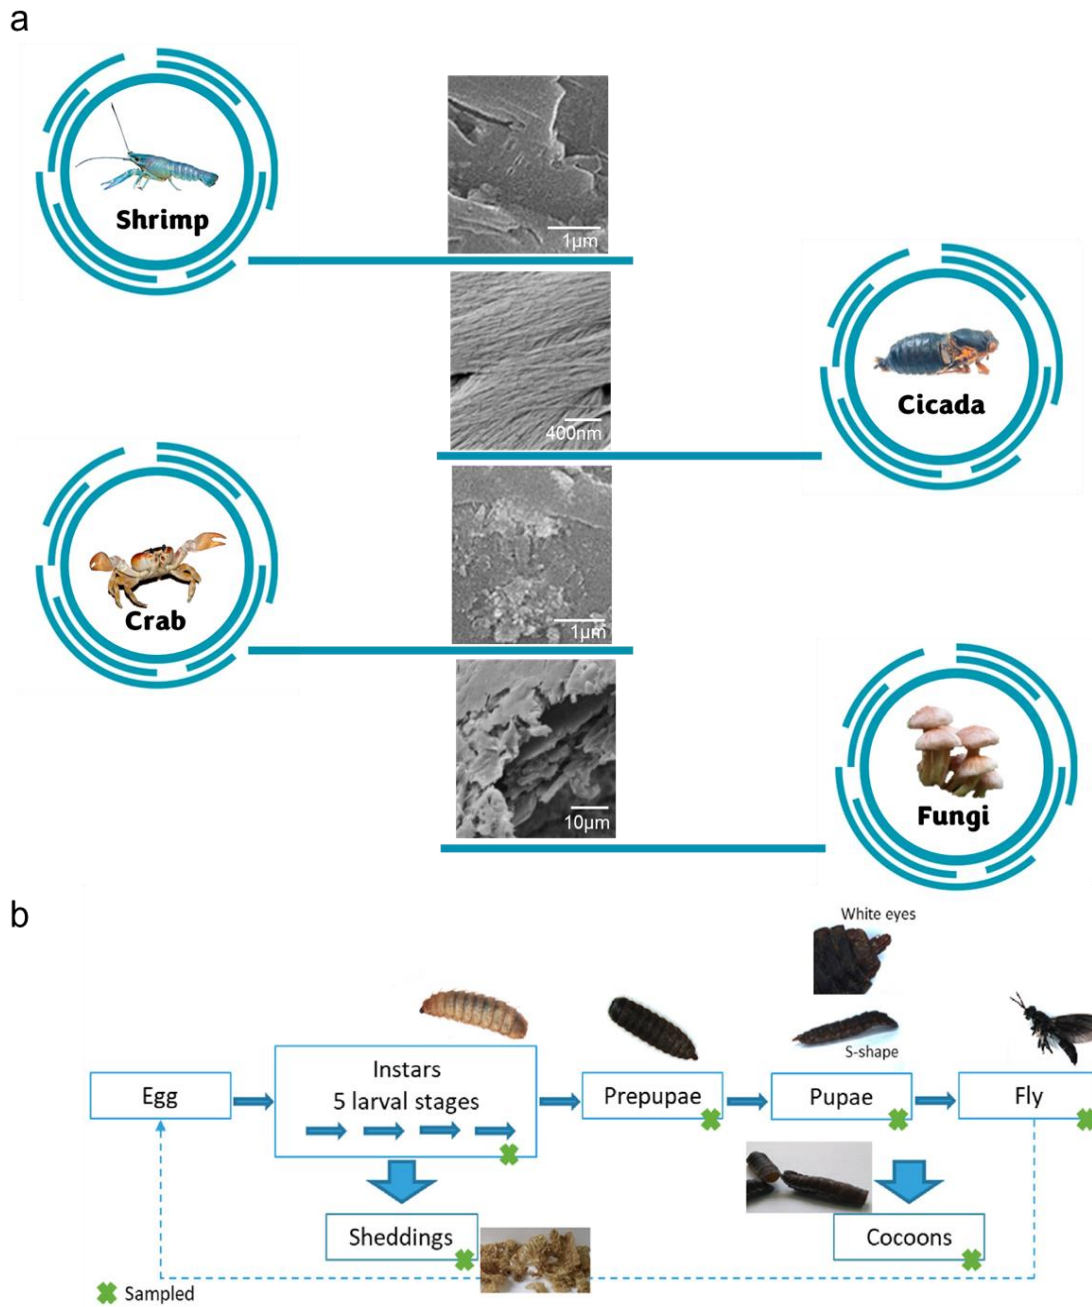 a
Shrimp
1µm
400nm
Cicada
1µm
Crab
10µm
Fungi
b
White eyes
S-shape
Egg
Instars
5 larval stages
Prepupae
Pupae
Fly
Sheddings
Cocoons
Sampled